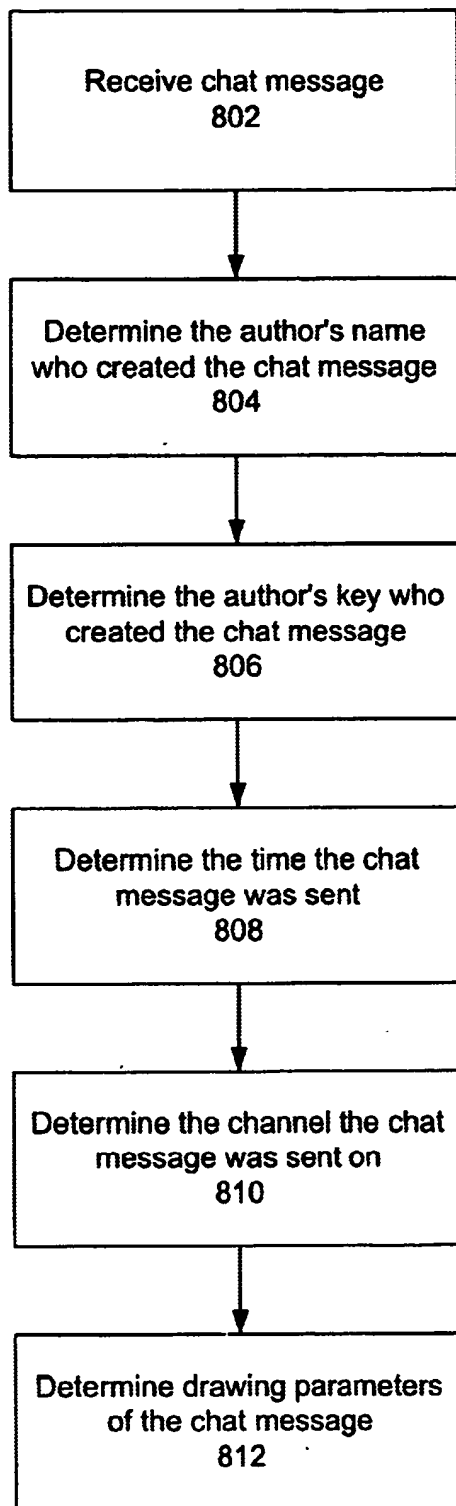 Receive chat message
802
Determine the author's name
who created the chat message
804
Determine the author's key who
created the chat message
806
Determine the time the chat
message was sent
808
Determine the channel the chat
message was sent on
810
Determine drawing parameters
of the chat message
812